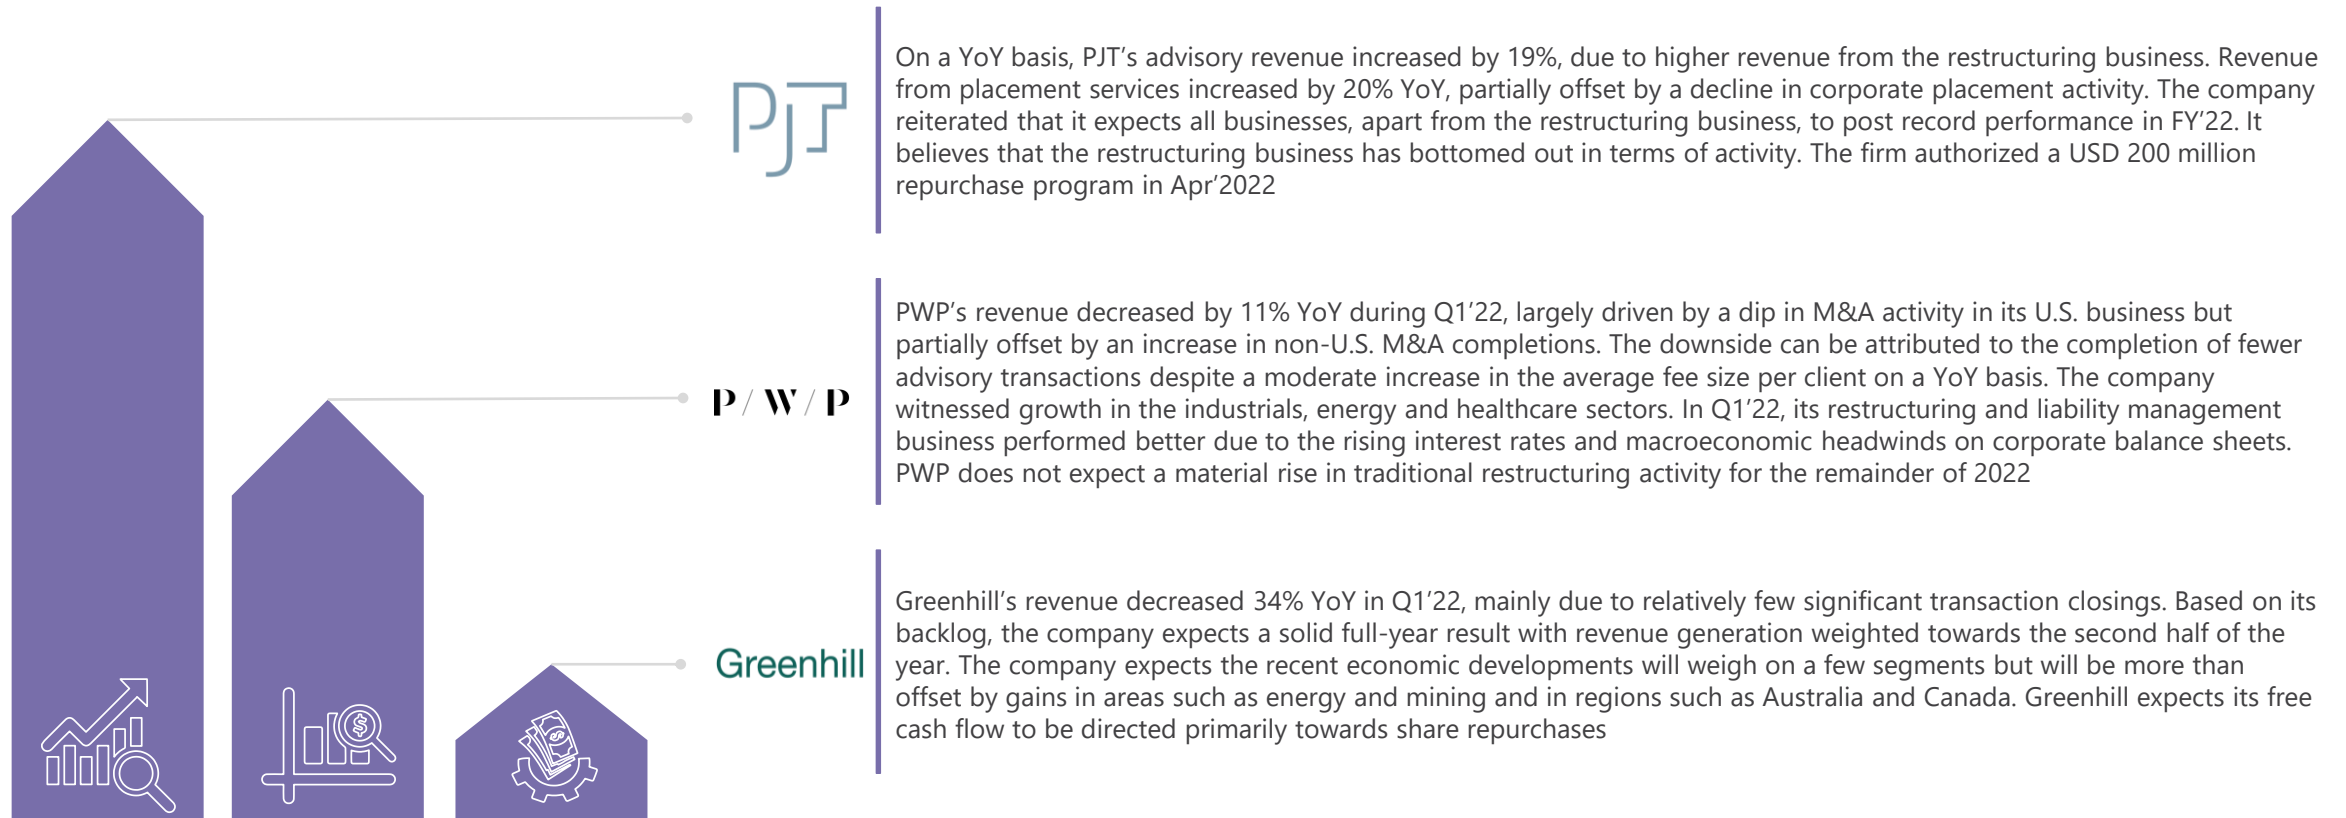 PJT
On a YoY basis, PJT’s advisory revenue increased by 19%, due to higher revenue from the restructuring business. Revenue
from placement services increased by 20% YoY, partially offset by a decline in corporate placement activity. The company
reiterated that it expects all businesses, apart from the restructuring business, to post record performance in FY’22. It
believes that the restructuring business has bottomed out in terms of activity. The firm authorized a USD 200 million
repurchase program in Apr’2022
P/W/P
PWP’s revenue decreased by 11% YoY during Q1’22, largely driven by a dip in M&A activity in its U.S. business but
partially offset by an increase in non-U.S. M&A completions. The downside can be attributed to the completion of fewer
advisory transactions despite a moderate increase in the average fee size per client on a YoY basis. The company
witnessed growth in the industrials, energy and healthcare sectors. In Q1’22, its restructuring and liability management
business performed better due to the rising interest rates and macroeconomic headwinds on corporate balance sheets.
PWP does not expect a material rise in traditional restructuring activity for the remainder of 2022
Greenhill
Greenhill’s revenue decreased 34% YoY in Q1’22, mainly due to relatively few significant transaction closings. Based on its
backlog, the company expects a solid full-year result with revenue generation weighted towards the second half of the
year. The company expects the recent economic developments will weigh on a few segments but will be more than
offset by gains in areas such as energy and mining and in regions such as Australia and Canada. Greenhill expects its free
cash flow to be directed primarily towards share repurchases